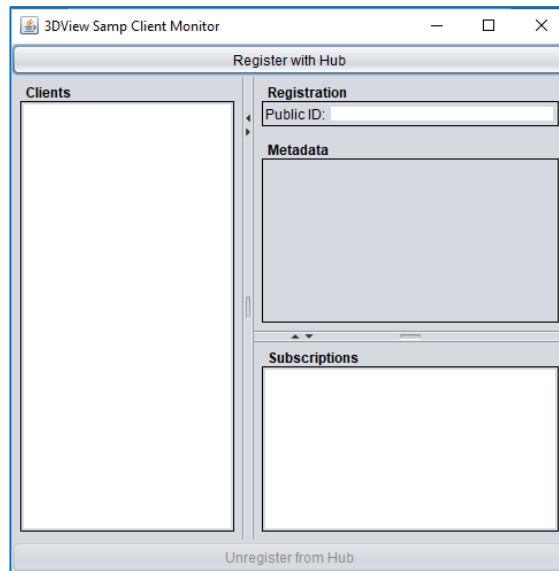 3DView Samp Client Monitor
Register with Hub
Clients
Registration
Public ID:
Metadata
Subscriptions
Unregister from Hub